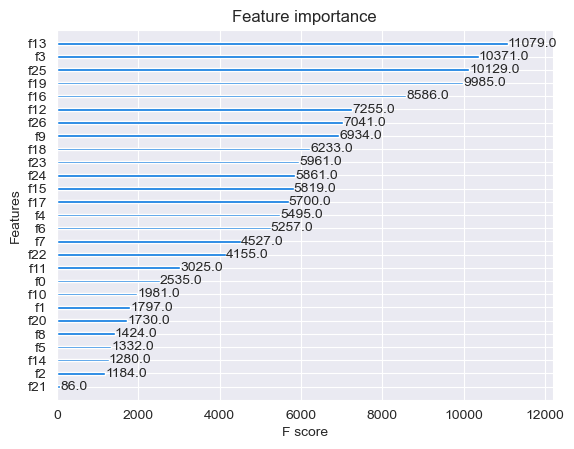 Feature importance
f13 11079.0
f3 10371.0
f25 10129.0
f19 9985.0
f16 8586.0
f12 7255.0
f26 7041.0
f9 6934.0
f18 6233.0
f23 5961.0
f24 5861.0
f15 5819.0
f17 5700.0
f4 5495.0
f6 5257.0
f7 4527.0
f22 4155.0
f11 3025.0
f0 2535.0
f10 1981.0
f1 1797.0
f20 1730.0
f8 1424.0
f5 1332.0
f14 1280.0
f2 1184.0
f21 86.0
Features
0 2000 4000 6000 8000 10000 12000
F score